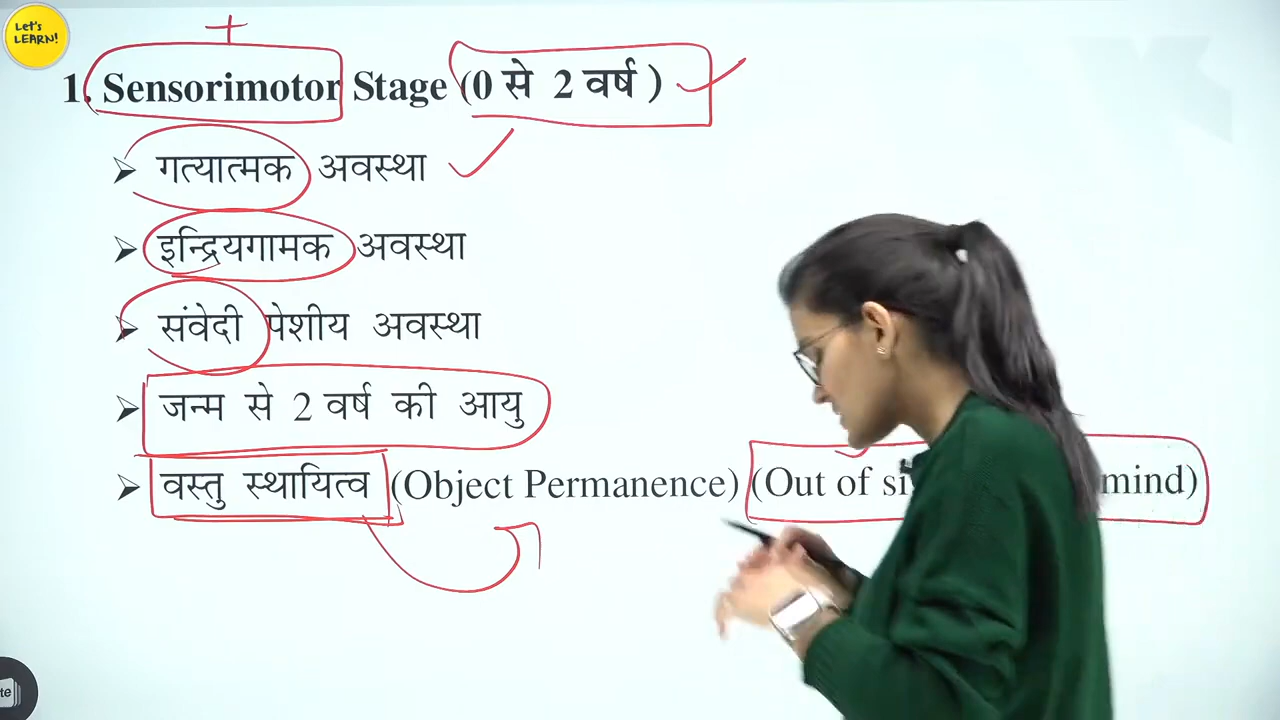 Let's
LEARN!
1. Sensorimotor Stage (0 से 2 वर्ष )
➢ गत्यात्मक अवस्था
➢ इन्द्रियगामक अवस्था
➢ संवेदी पेशीय अवस्था
➢ जन्म से 2 वर्ष की आयु
➢ वस्तु स्थायित्व (Object Permanence) (Out of mind)